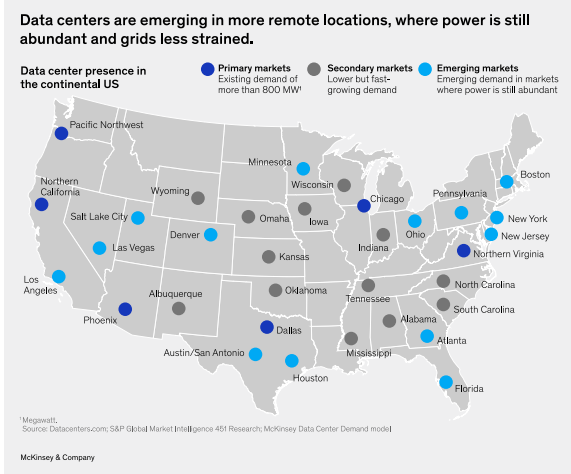 Data centers are emerging in more remote locations, where power is still
abundant and grids less strained.
Data center presence in
the continental US
Primary markets
Existing demand of
more than 800 MW¹
Secondary markets
Lower but fast-
growing demand
Emerging markets
Emerging demand in markets
where power is still abundant
Pacific Northwest
Northern
California
Wyoming
Salt Lake City
Las Vegas
Los
Angeles
Phoenix
Albuquerque
Denver
Minnesota
Wisconsin
Omaha
Iowa
Kansas
Oklahoma
Dallas
Austin/San Antonio
Houston
Chicago
Indiana
Ohio
Pennsylvania
Boston
New York
New Jersey
Northern Virginia
North Carolina
South Carolina
Tennessee
Alabama
Mississippi
Atlanta
Florida
¹Megawatt.
Source: Datacenters.com; S&P Global Market Intelligence 451 Research; McKinsey Data Center Demand model
McKinsey & Company